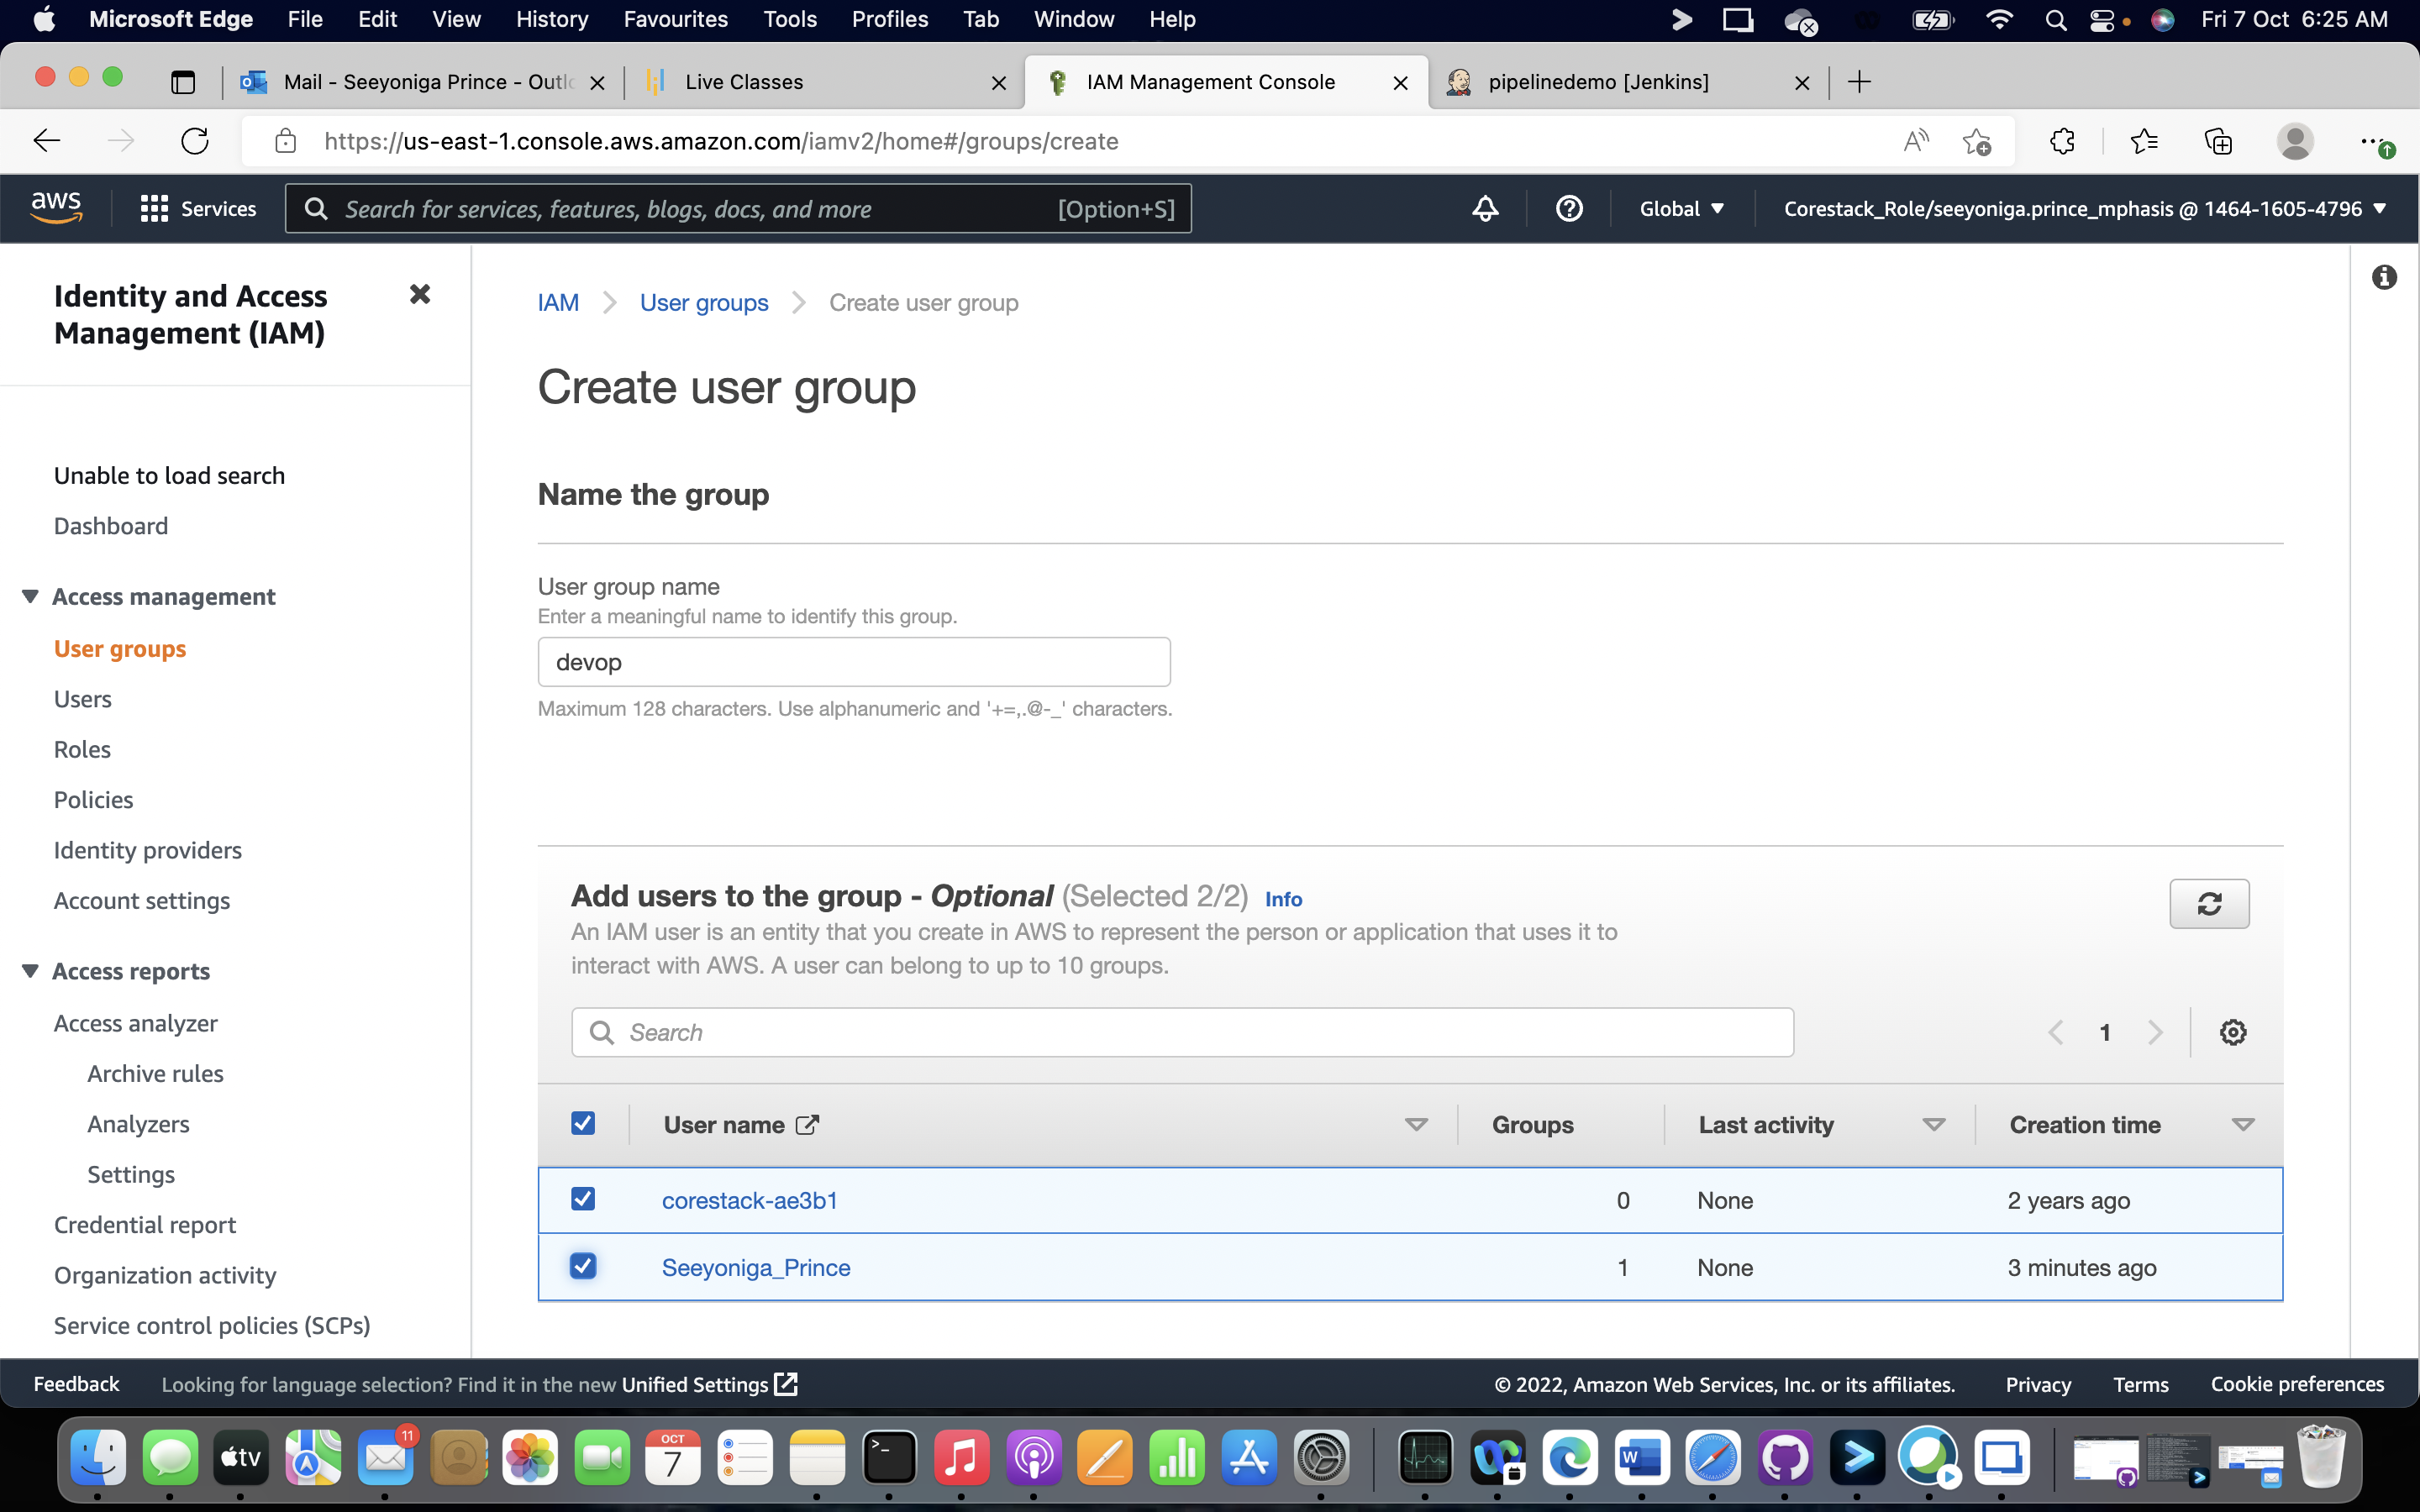 Microsoft Edge File Edit View History Favourites Tools Profiles Tab Window Help Fri 7 Oct 6:25 AM
Mail - Seeyoniga Prince - Outlo Live Classes IAM Management Console pipelinedemo [Jenkins]
https://us-east-1.console.aws.amazon.com/iamv2/home#/groups/create
aws Services Search for services, features, blogs, docs, and more [Option+S] Global Corestack_Role/seeyoniga.prince_mphasis @ 1464-1605-4796
Identity and Access
Management (IAM)
Unable to load search
Dashboard
Access management
User groups
Users
Roles
Policies
Identity providers
Account settings
Access reports
Access analyzer
Archive rules
Analyzers
Settings
Credential report
Organization activity
Service control policies (SCPs)
IAM User groups Create user group
Create user group
Name the group
User group name
Enter a meaningful name to identify this group.
devop
Maximum 128 characters. Use alphanumeric and '+=,.@-_' characters.
Add users to the group - Optional (Selected 2/2) Info
An IAM user is an entity that you create in AWS to represent the person or application that uses it to
interact with AWS. A user can belong to up to 10 groups.
Search 1
User name Groups Last activity Creation time
corestack-ae3b1 0 None 2 years ago
Seeyoniga_Prince 1 None 3 minutes ago
Feedback Looking for language selection? Find it in the new Unified Settings © 2022, Amazon Web Services, Inc. or its affiliates. Privacy Terms Cookie preferences
tv 11 OCT 7